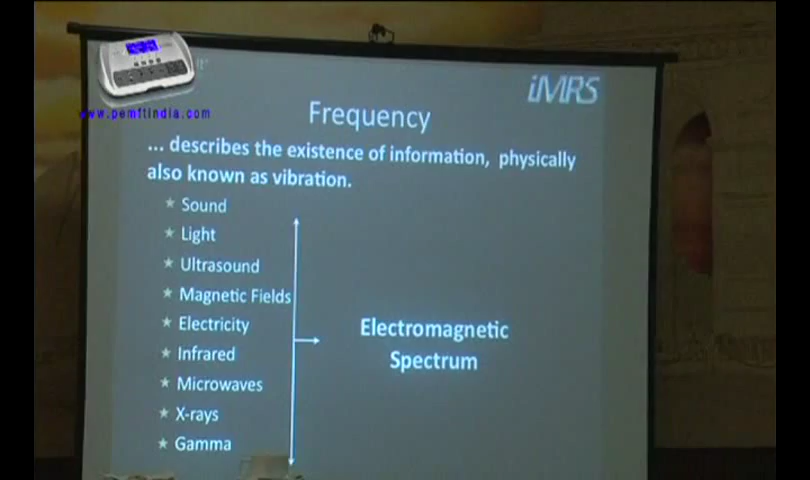 iMRS
www.pemftindia.com
Frequency
... describes the existence of information, physically
also known as vibration.
Sound
Light
Ultrasound
Magnetic Fields
Electricity
Infrared
Microwaves
X-rays
Gamma
Electromagnetic
Spectrum